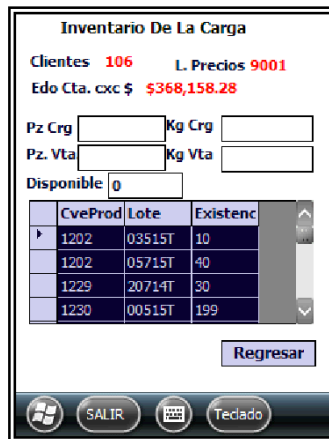 Inventario De La Carga
Clientes 106 L. Precios 9001
Edo Cta. cxc $ $368,158.28
Pz Crg Kg Crg
Pz. Vta Kg Vta
Disponible 0
CveProd Lote Existenc
1202 03515T 10
1202 05715T 40
1229 20714T 30
1230 00515T 199
Regresar
SALIR Teclado